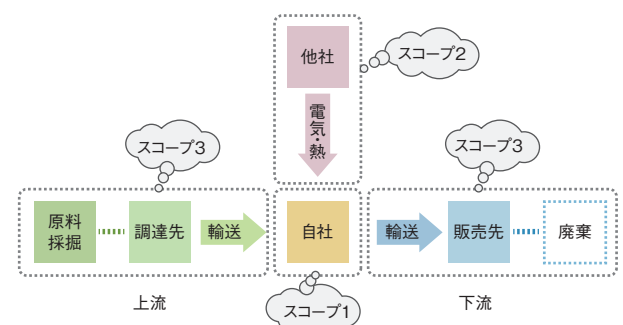 他社
スコープ2
電気・熱
スコープ3
スコープ3
原料
採掘
調達先
輸送
自社
輸送
販売先
廃棄
上流
スコープ1
下流